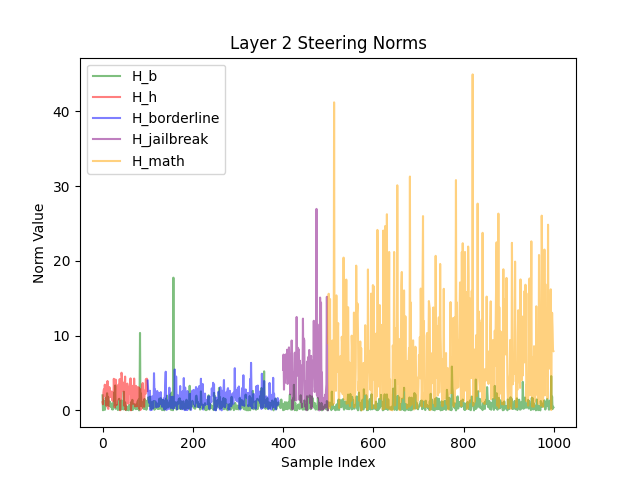 Layer 2 Steering Norms
H_b
H_h
H_borderline
H_jailbreak
H_math
Norm Value
40
30
20
10
0
0
200
400
600
800
1000
Sample Index